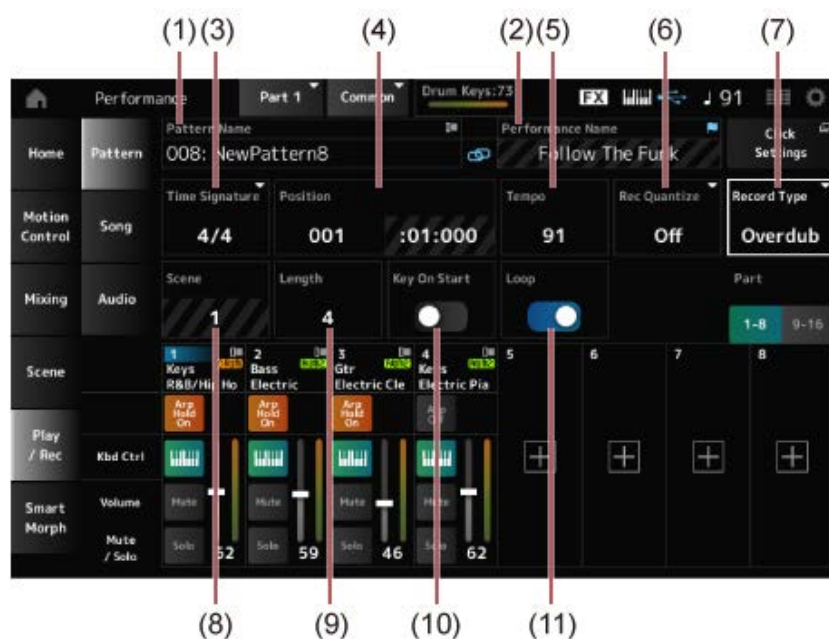 (1) (3) (4) (2) (5) (6) (7)
Performance Part 1 Common Drum Keys:73 FX 91
Home Pattern Pattern Name Performance Name Click Settings
008: NewPattern8 Follow The Funk
Motion Control Song Time Signature Position Tempo Rec Quantize Record Type
4/4 001 :01:000 91 Off Overdub
Mixing Audio Scene Length Key On Start Loop Part
1 4 1-8 9-16
Scene 1 2 3 4 5 6 7 8
Keys Bass Gtr Keys
R&B/Hip Ho Electric Electric Cle Electric Pia
Arp Hold On Arp Hold On Arp Hold On Arp Off
Play / Rec Kbd Ctrl
Smart Morph Volume Mute Mute Mute Mute
Mute / Solo Solo Solo 59 Solo 46 Solo 62
(8) (9) (10) (11)